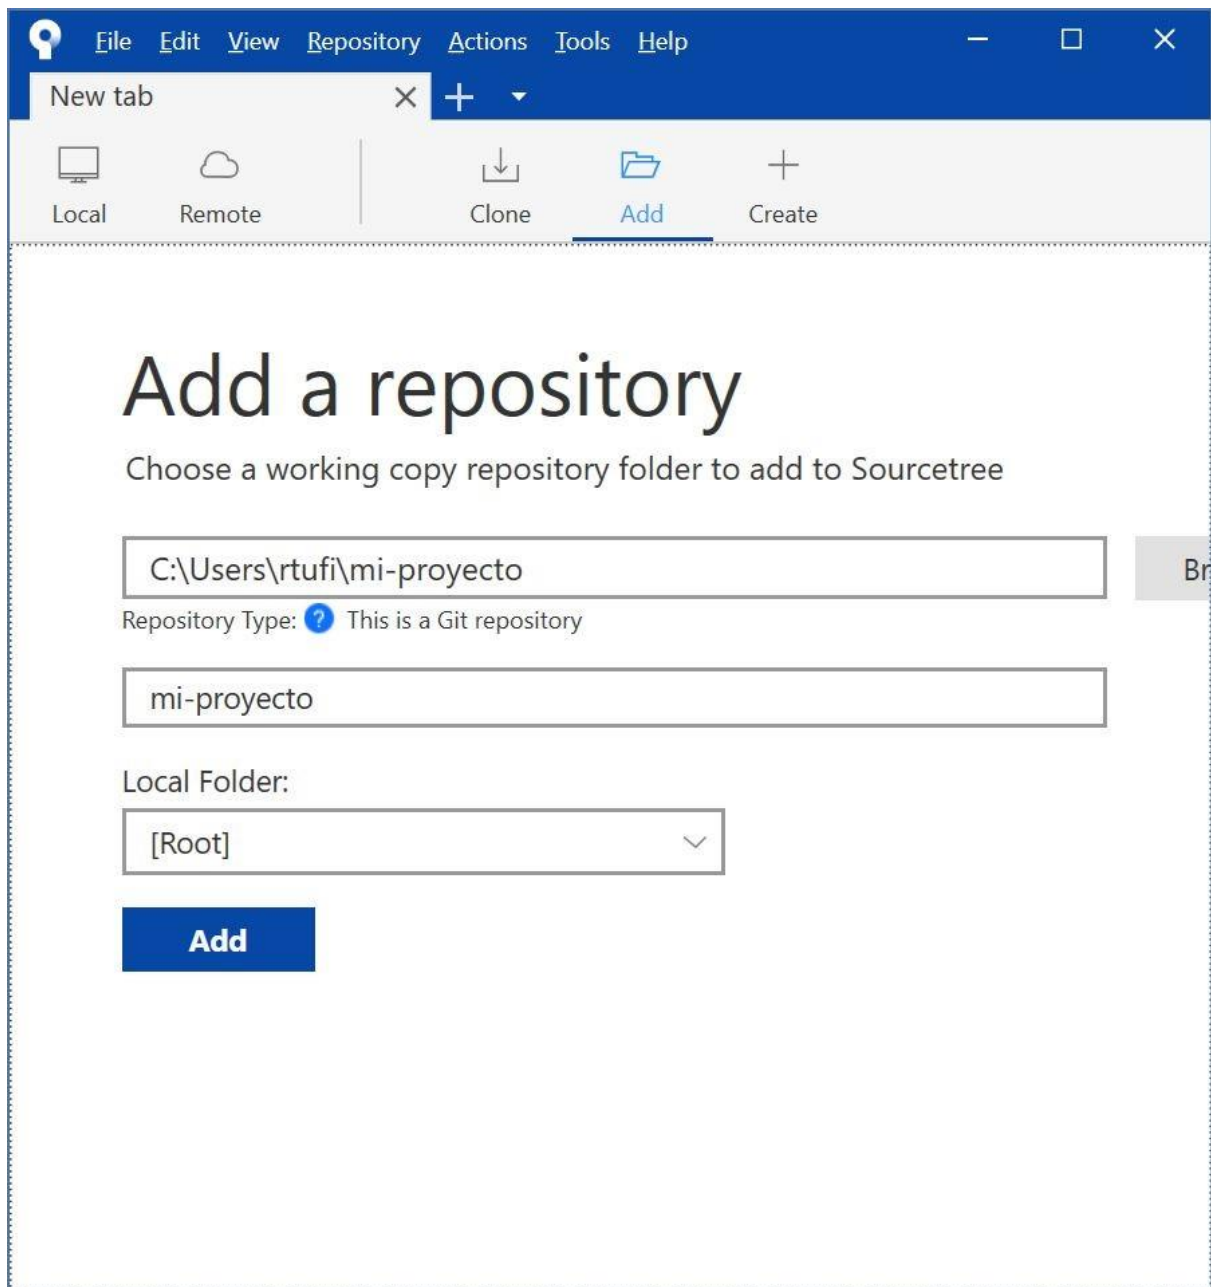 File Edit View Repository Actions Tools Help
New tab
Local Remote Clone Add Create
Add a repository
Choose a working copy repository folder to add to Sourcetree
C:\Users\rtufi\mi-proyecto
Br
Repository Type: ? This is a Git repository
mi-proyecto
Local Folder:
[Root]
Add